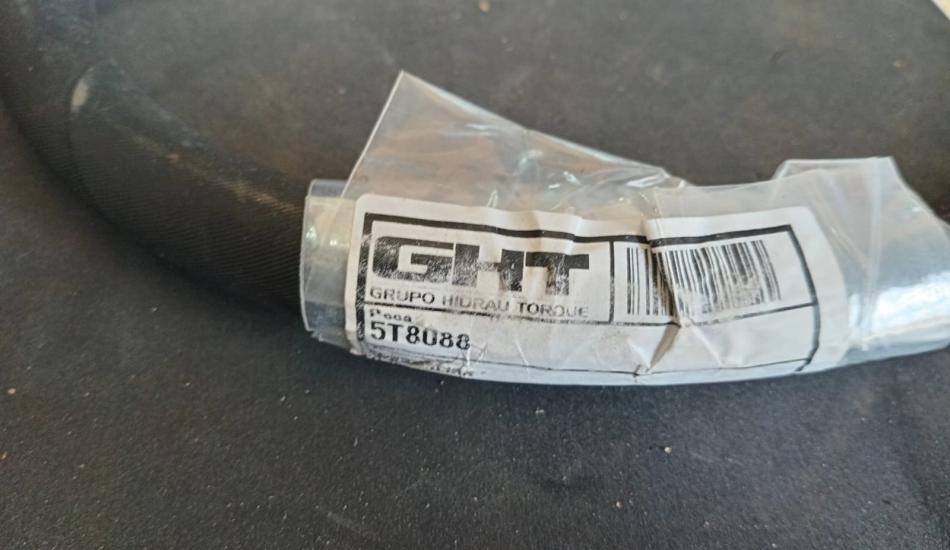 GHT
GRUPO HIDRAU TORQUE
Peça
5T8088